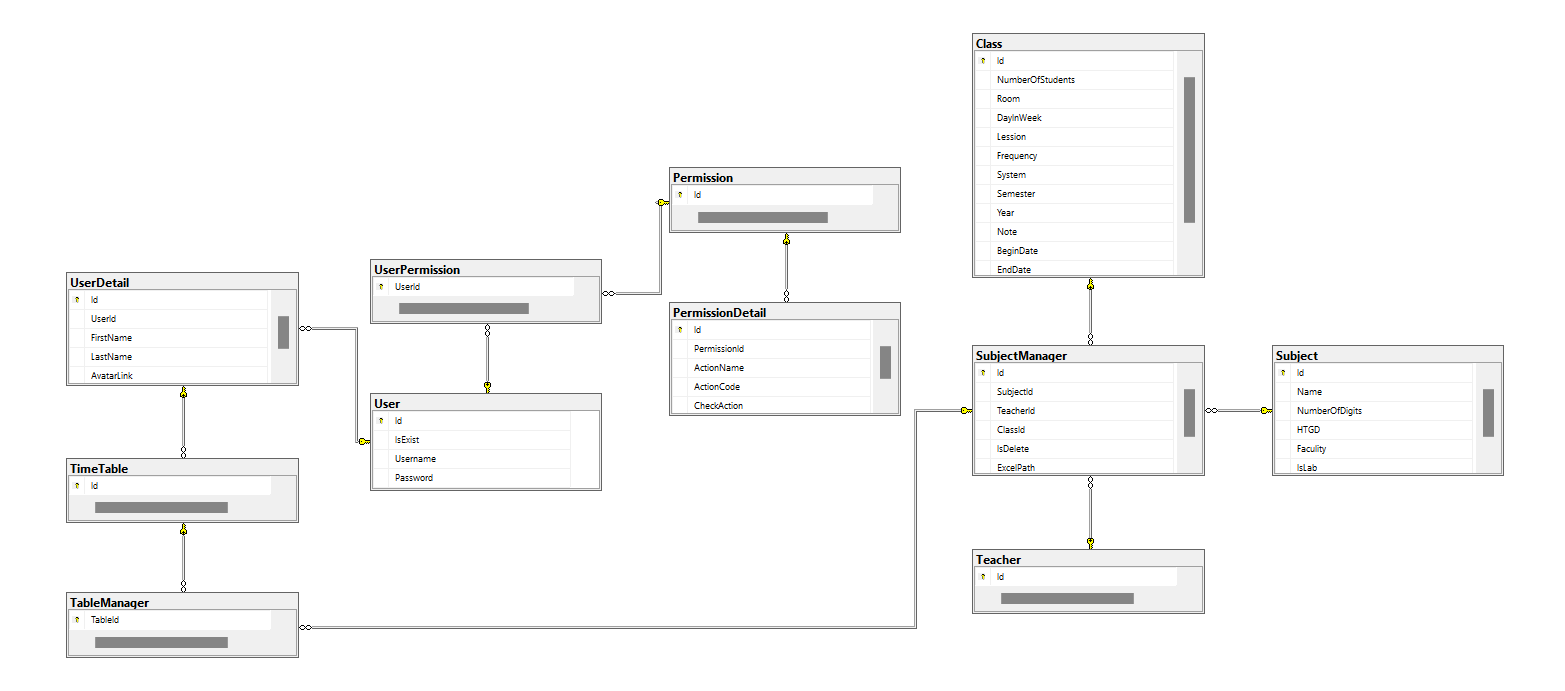 Class
Id
NumberOfStudents
Room
DayInWeek
Lession
Frequency
System
Semester
Year
Note
BeginDate
EndDate
Permission
Id
UserPermission
UserId
UserDetail
Id
UserId
FirstName
LastName
AvatarLink
PermissionDetail
Id
PermissionId
ActionName
ActionCode
CheckAction
SubjectManager
Id
SubjectId
TeacherId
ClassId
IsDelete
ExcelPath
Subject
Id
Name
NumberOfDigits
HTGD
Faculity
IsLab
User
Id
IsExist
Username
Password
TimeTable
Id
Teacher
Id
TableManager
TableId